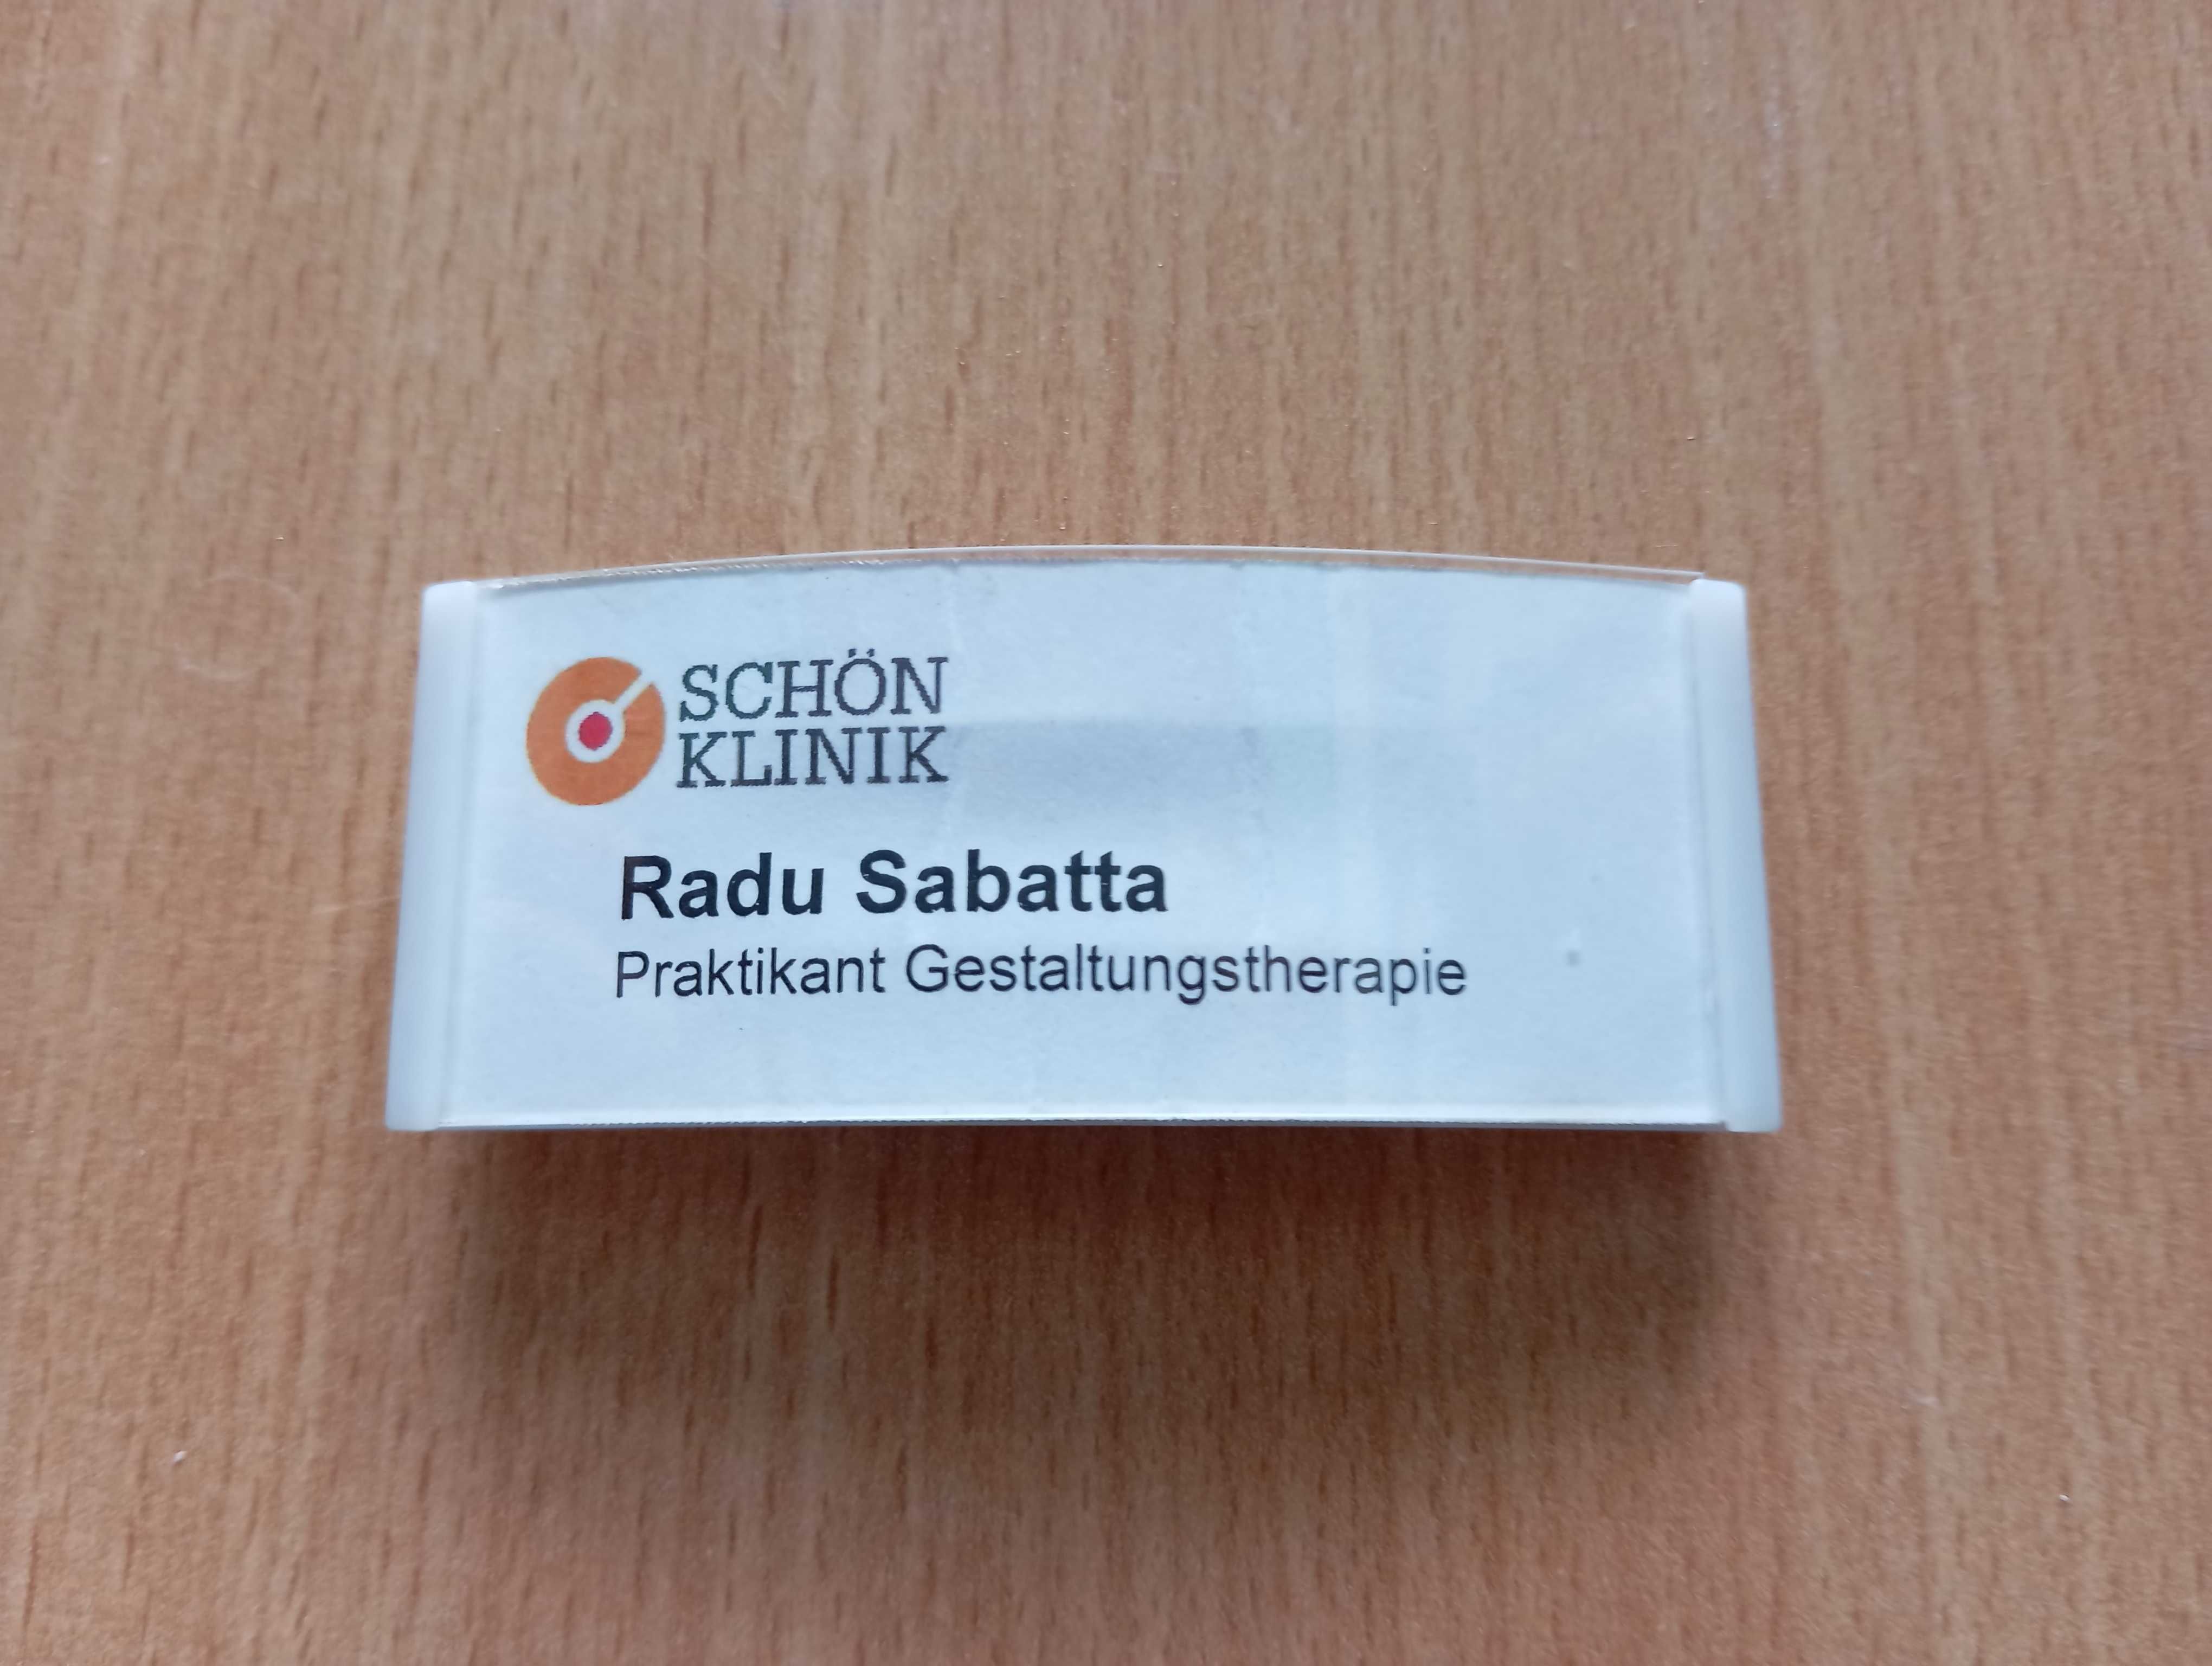 SCHÖN
KLINIK
Radu Sabatta
Praktikant Gestaltungstherapie